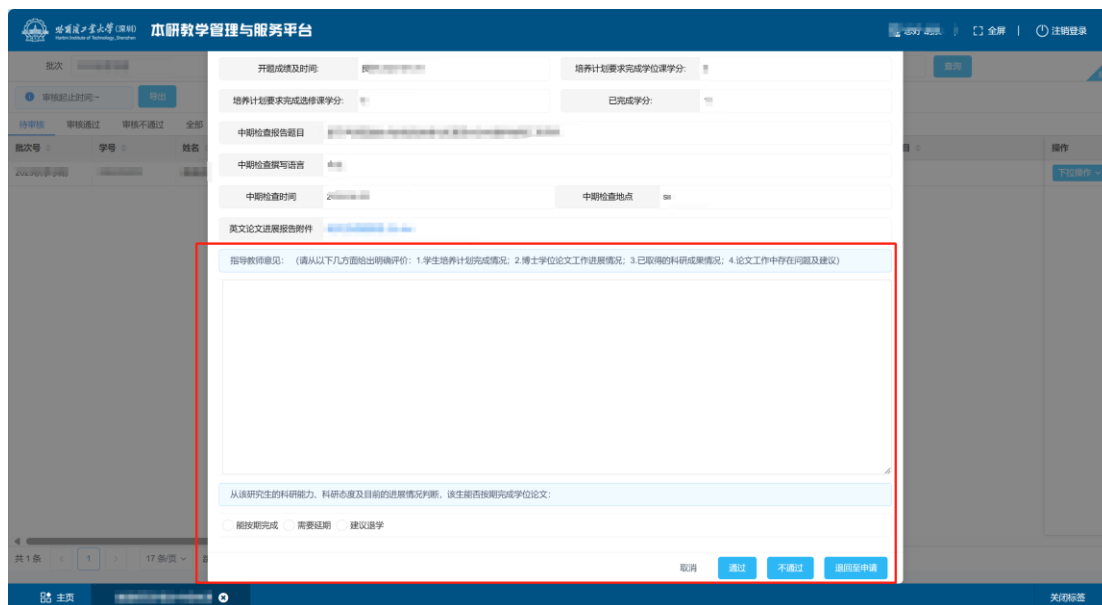 哈尔滨工业大学(深圳) 本研教学管理与服务平台 全屏 | 注销登录
Harbin Institute of Technology, Shenzhen
批次 查询
开题成绩及时间: 培养计划要求完成学位课学分:
审核起止时间~ 导出
培养计划要求完成选修课学分: 已完成学分:
待审核 审核通过 审核不通过 全部
中期检查报告题目
批次号 学号 姓名 操作
中期检查撰写语言
下拉操作
中期检查时间 中期检查地点
英文论文进展报告附件
指导教师意见: (请从以下几方面给出明确评价: 1.学生培养计划完成情况; 2.博士学位论文工作进展情况; 3.已取得的科研成果情况; 4.论文工作中存在问题及建议)
从该研究生的科研能力、科研态度及目前的进展情况判断, 该生能否按期完成学位论文:
能按期完成 需要延期 建议退学
共1条 < 1 > 17条/页
取消 通过 不通过 退回至申请
主页 关闭标签